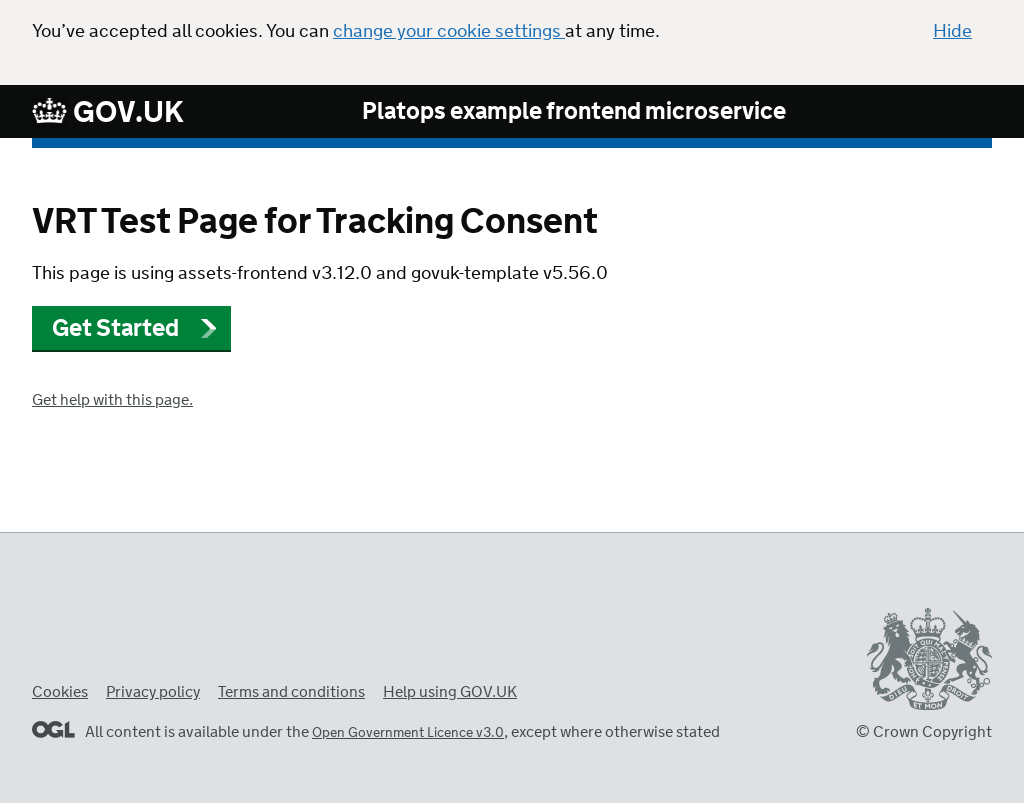 You’ve accepted all cookies. You can change your cookie settings at any time.
Hide
GOV.UK
Platops example frontend microservice
VRT Test Page for Tracking Consent
This page is using assets-frontend v3.12.0 and govuk-template v5.56.0
Get Started
Get help with this page.
Cookies
Privacy policy
Terms and conditions
Help using GOV.UK
OGL
All content is available under the Open Government Licence v3.0, except where otherwise stated
© Crown Copyright
DIEU ET MON DROIT